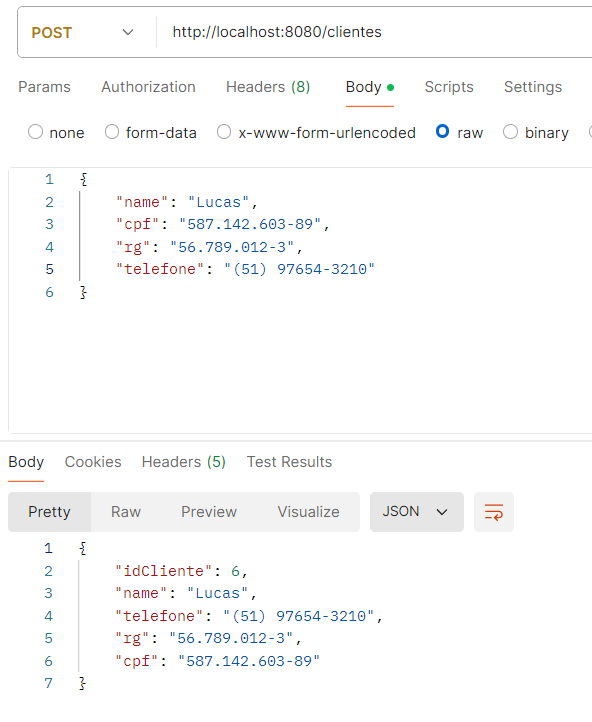 POST http://localhost:8080/clientes
Params Authorization Headers (8) Body Scripts Settings
none form-data x-www-form-urlencoded raw binary
1 {
2 "name": "Lucas",
3 "cpf": "587.142.603-89",
4 "rg": "56.789.012-3",
5 "telefone": "(51) 97654-3210"
6 }
Body Cookies Headers (5) Test Results
Pretty Raw Preview Visualize JSON
1 {
2 "idCliente": 6,
3 "name": "Lucas",
4 "telefone": "(51) 97654-3210",
5 "rg": "56.789.012-3",
6 "cpf": "587.142.603-89"
7 }